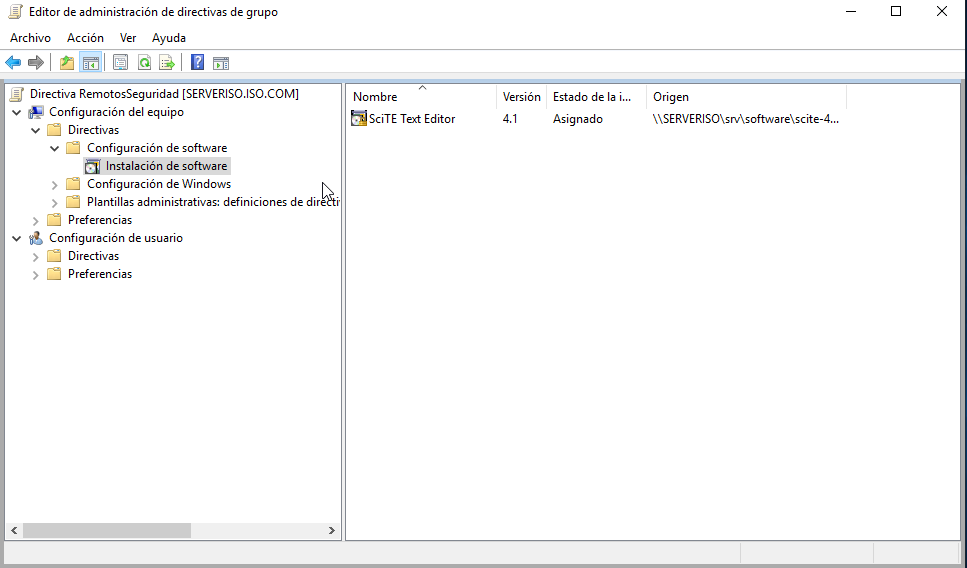 Editor de administración de directivas de grupo
Archivo Acción Ver Ayuda
Directiva RemotosSeguridad [SERVERISO.ISO.COM]
Configuración del equipo
Directivas
Configuración de software
Instalación de software
Configuración de Windows
Plantillas administrativas: definiciones de directi
Preferencias
Configuración de usuario
Directivas
Preferencias
Nombre Versión Estado de la i... Origen
SciTE Text Editor 4.1 Asignado \\SERVERISO\srv\software\scite-4...